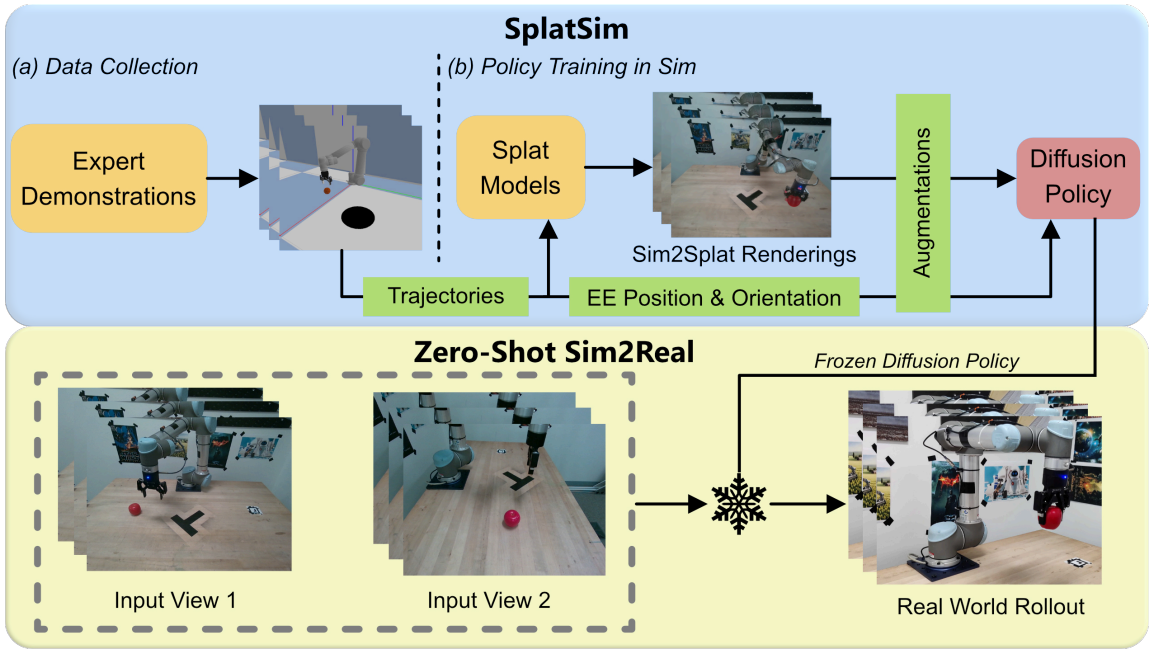 SplatSim
(a) Data Collection
(b) Policy Training in Sim
Expert
Demonstrations
Splat
Models
Sim2Splat Renderings
Augmentations
Diffusion
Policy
Trajectories
EE Position & Orientation
Zero-Shot Sim2Real
Frozen Diffusion Policy
Input View 1
Input View 2
Real World Rollout